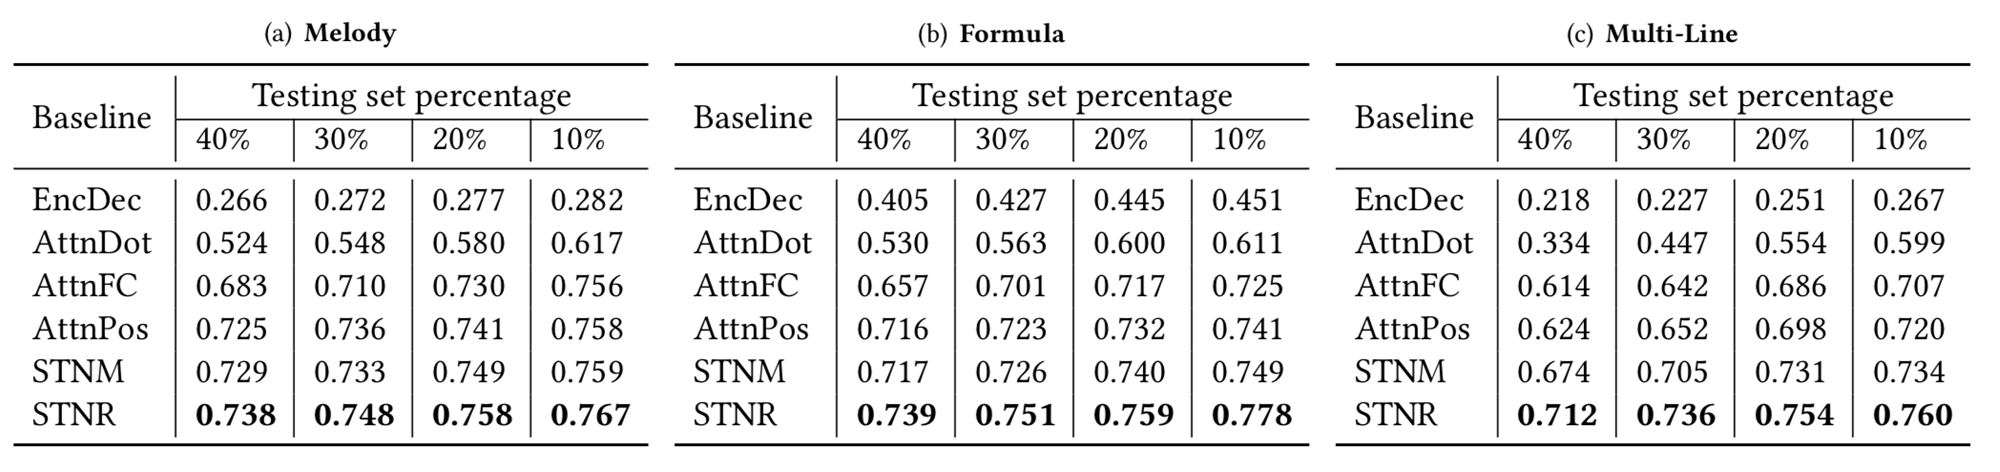 (a) Melody
Baseline Testing set percentage
40% 30% 20% 10%
EncDec 0.266 0.272 0.277 0.282
AttnDot 0.524 0.548 0.580 0.617
AttnFC 0.683 0.710 0.730 0.756
AttnPos 0.725 0.736 0.741 0.758
STNM 0.729 0.733 0.749 0.759
STNR 0.738 0.748 0.758 0.767
(b) Formula
Baseline Testing set percentage
40% 30% 20% 10%
EncDec 0.405 0.427 0.445 0.451
AttnDot 0.530 0.563 0.600 0.611
AttnFC 0.657 0.701 0.717 0.725
AttnPos 0.716 0.723 0.732 0.741
STNM 0.717 0.726 0.740 0.749
STNR 0.739 0.751 0.759 0.778
(c) Multi-Line
Baseline Testing set percentage
40% 30% 20% 10%
EncDec 0.218 0.227 0.251 0.267
AttnDot 0.334 0.447 0.554 0.599
AttnFC 0.614 0.642 0.686 0.707
AttnPos 0.624 0.652 0.698 0.720
STNM 0.674 0.705 0.731 0.734
STNR 0.712 0.736 0.754 0.760